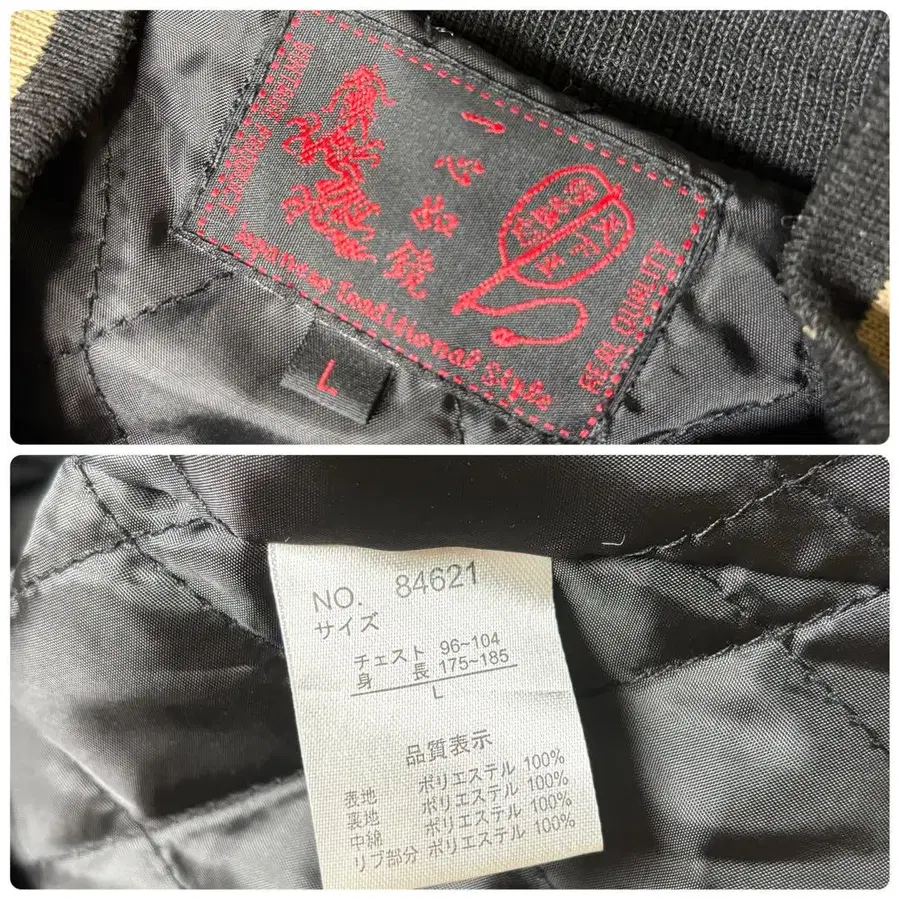 一心如鏡
Japanese Traditional Style
REAL QUALITY
L
NO. 84621
サイズ
チェスト 96~104
身長 175~185
L
品質表示
表地 ポリエステル 100%
裏地 ポリエステル 100%
中綿 ポリエステル 100%
リブ部分 ポリエステル 100%